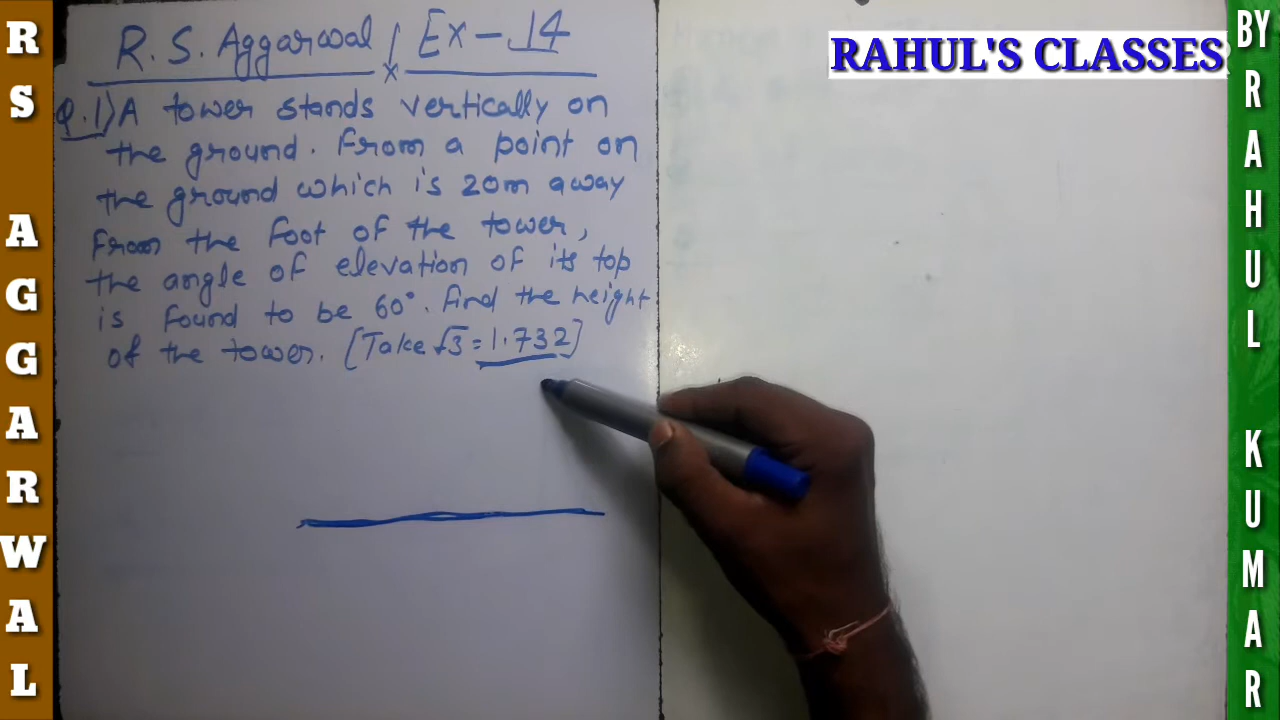 RS AGGARWAL
R. S. Aggarwal / Ex - 14
Q.1) A tower stands vertically on
the ground. From a point on
the ground which is 20m away
from the foot of the tower,
the angle of elevation of its top
is found to be 60°. Find the height
of the tower. [Take √3 = 1.732]
RAHUL'S CLASSES
BY RAHUL KUMAR